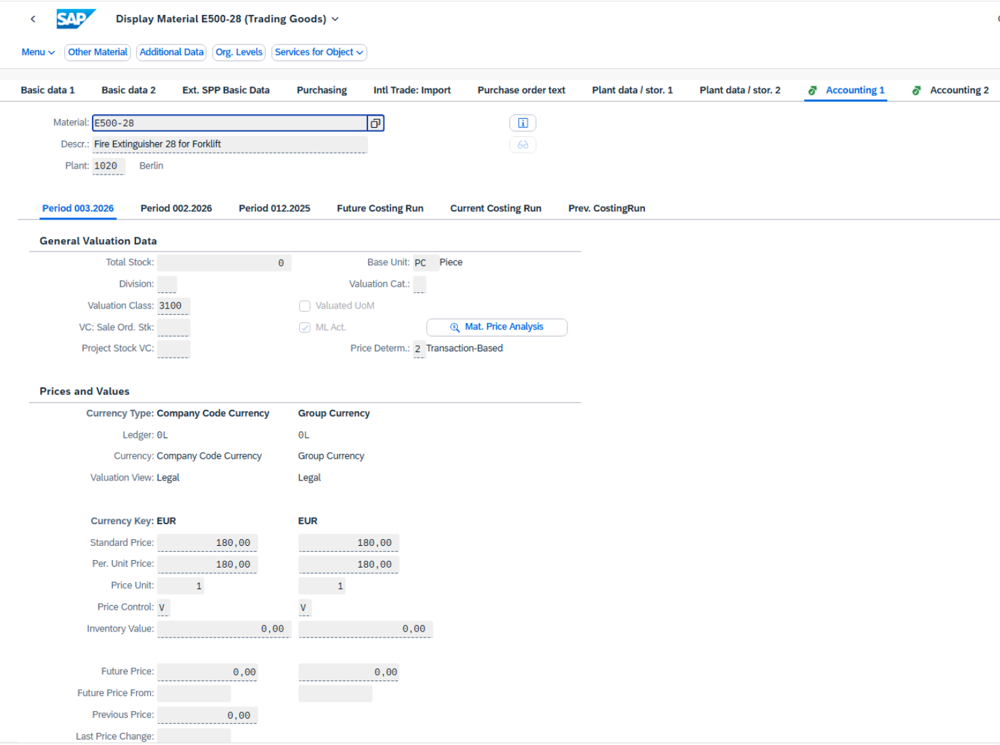 SAP Display Material E500-28 (Trading Goods)
Menu Other Material Additional Data Org. Levels Services for Object
Basic data 1 Basic data 2 Ext. SPP Basic Data Purchasing Intl Trade: Import Purchase order text Plant data / stor. 1 Plant data / stor. 2 Accounting 1 Accounting 2
Material: E500-28
Descr.: Fire Extinguisher 28 for Forklift
Plant: 1020 Berlin
Period 003.2026 Period 002.2026 Period 012.2025 Future Costing Run Current Costing Run Prev. CostingRun
General Valuation Data
Total Stock: 0 Base Unit: PC Piece
Division: Valuation Cat.:
Valuation Class: 3100 Valuated UoM
VC: Sale Ord. Stk: ML Act. Mat. Price Analysis
Project Stock VC: Price Determ.: 2 Transaction-Based
Prices and Values
Currency Type: Company Code Currency Group Currency
Ledger: 0L 0L
Currency: Company Code Currency Group Currency
Valuation View: Legal Legal
Currency Key: EUR EUR
Standard Price: 180,00 180,00
Per. Unit Price: 180,00 180,00
Price Unit: 1 1
Price Control: V V
Inventory Value: 0,00 0,00
Future Price: 0,00 0,00
Future Price From:
Previous Price: 0,00
Last Price Change: